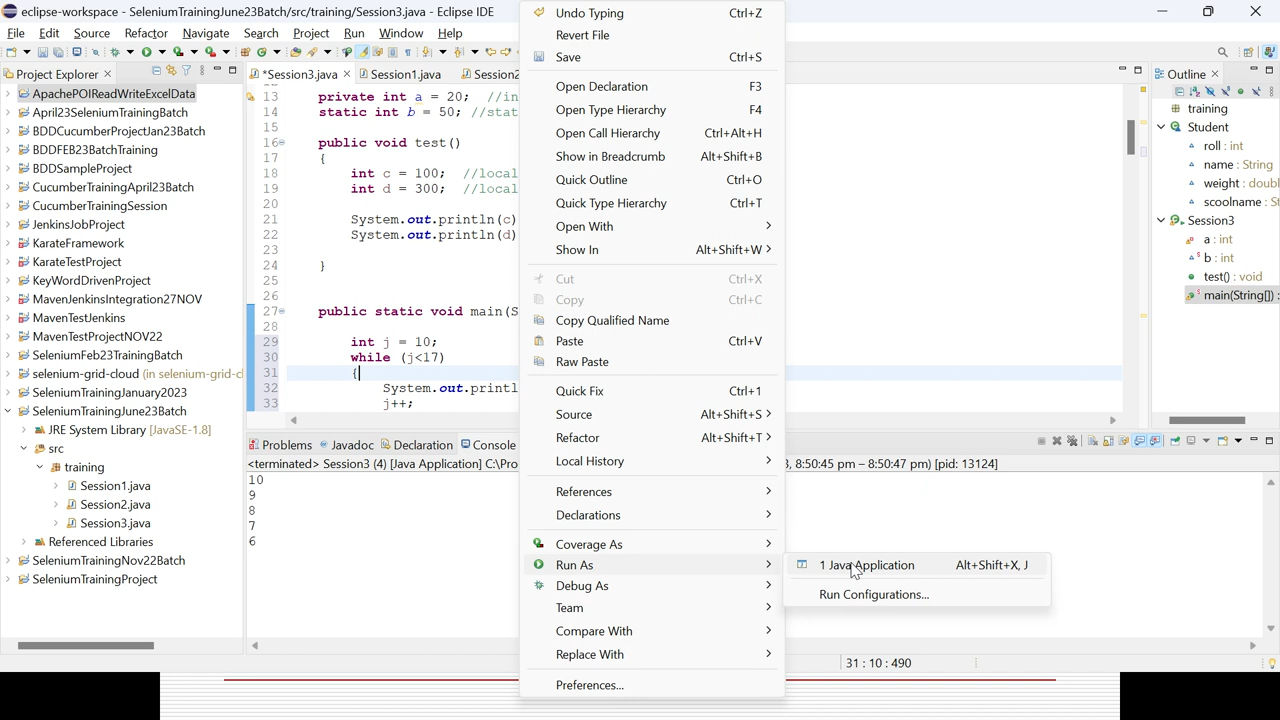 eclipse-workspace - SeleniumTrainingJune23Batch/src/training/Session3.java - Eclipse IDE
File Edit Source Refactor Navigate Search Project Run Window Help
Project Explorer
ApachePOIReadWriteExcelData
April23SeleniumTrainingBatch
BDDCucumberProjectJan23Batch
BDDFEB23BatchTraining
BDDSampleProject
CucumberTrainingApril23Batch
CucumberTrainingSession
JenkinsJobProject
KarateFramework
KarateTestProject
KeyWordDrivenProject
MavenJenkinsIntegration27NOV
MavenTestJenkins
MavenTestProjectNOV22
SeleniumFeb23TrainingBatch
selenium-grid-cloud (in selenium-grid-c
SeleniumTrainingJanuary2023
SeleniumTrainingJune23Batch
JRE System Library [JavaSE-1.8]
src
training
Session1.java
Session2.java
Session3.java
Referenced Libraries
SeleniumTrainingNov22Batch
SeleniumTrainingProject
*Session3.java Session1.java Session2
13 private int a = 20; //in
14 static int b = 50; //stat
15
16 public void test()
17 {
18 int c = 100; //local
19 int d = 300; //local
20
21 System.out.println(c)
22 System.out.println(d)
23
24 }
25
26
27 public static void main(S
28
29 int j = 10;
30 while (j<17)
31 {
32 System.out.printl
33 j++;
Problems Javadoc Declaration Console
<terminated> Session3 (4) [Java Application] C:\Pro
3, 8:50:45 pm – 8:50:47 pm) [pid: 13124]
10
9
8
7
6
Undo Typing Ctrl+Z
Revert File
Save Ctrl+S
Open Declaration F3
Open Type Hierarchy F4
Open Call Hierarchy Ctrl+Alt+H
Show in Breadcrumb Alt+Shift+B
Quick Outline Ctrl+O
Quick Type Hierarchy Ctrl+T
Open With
Show In Alt+Shift+W
Cut Ctrl+X
Copy Ctrl+C
Copy Qualified Name
Paste Ctrl+V
Raw Paste
Quick Fix Ctrl+1
Source Alt+Shift+S
Refactor Alt+Shift+T
Local History
References
Declarations
Coverage As
Run As
Debug As
Team
Compare With
Replace With
Preferences...
1 Java Application Alt+Shift+X, J
Run Configurations...
Outline
training
Student
roll : int
name : String
weight : doubl
scoolname : St
Session3
a : int
b : int
test() : void
main(String[]) :
31 : 10 : 490